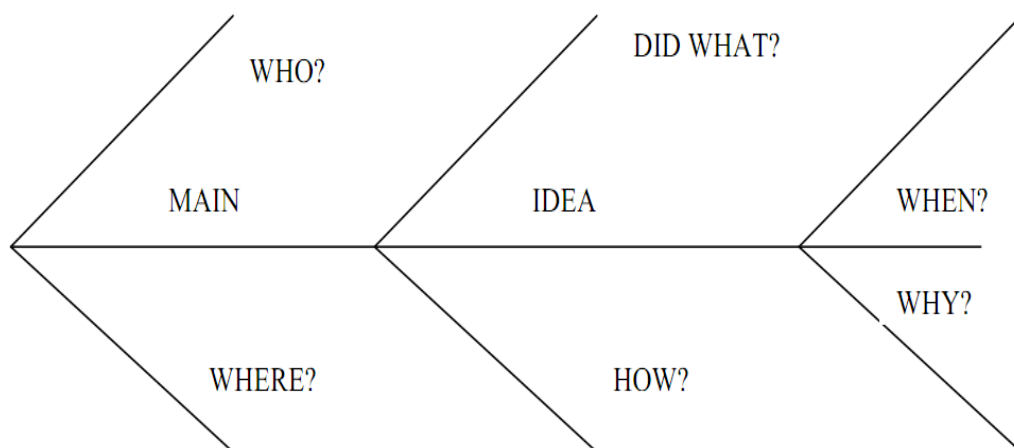 WHO?
DID WHAT?
MAIN
IDEA
WHEN?
WHERE?
HOW?
WHY?